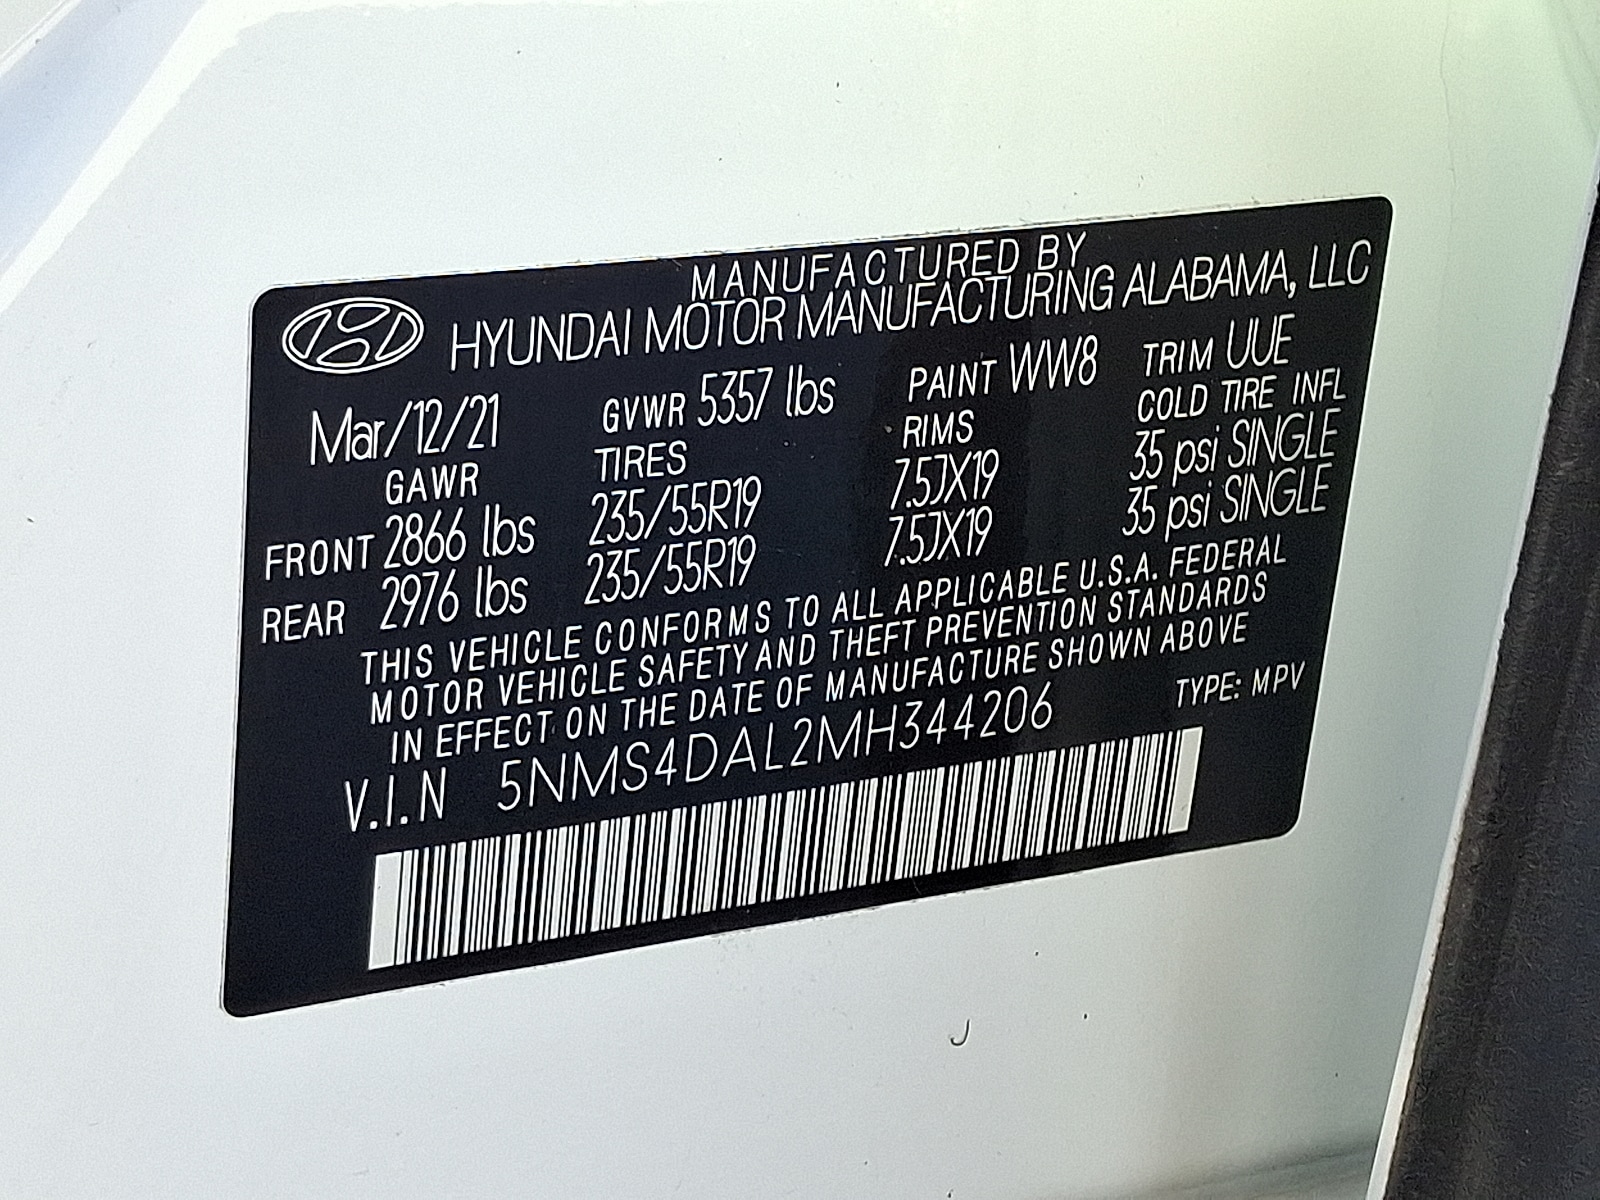 MANUFACTURED BY
HYUNDAI MOTOR MANUFACTURING ALABAMA, LLC
Mar/12/21 GVWR 5357 lbs PAINT WW8 TRIM UUE
GAWR TIRES RIMS COLD TIRE INFL
FRONT 2866 lbs 235/55R19 7.5JX19 35 psi SINGLE
REAR 2976 lbs 235/55R19 7.5JX19 35 psi SINGLE
THIS VEHICLE CONFORMS TO ALL APPLICABLE U.S.A. FEDERAL
MOTOR VEHICLE SAFETY AND THEFT PREVENTION STANDARDS
IN EFFECT ON THE DATE OF MANUFACTURE SHOWN ABOVE
V.I.N 5NMS4DAL2MH344206 TYPE: MPV